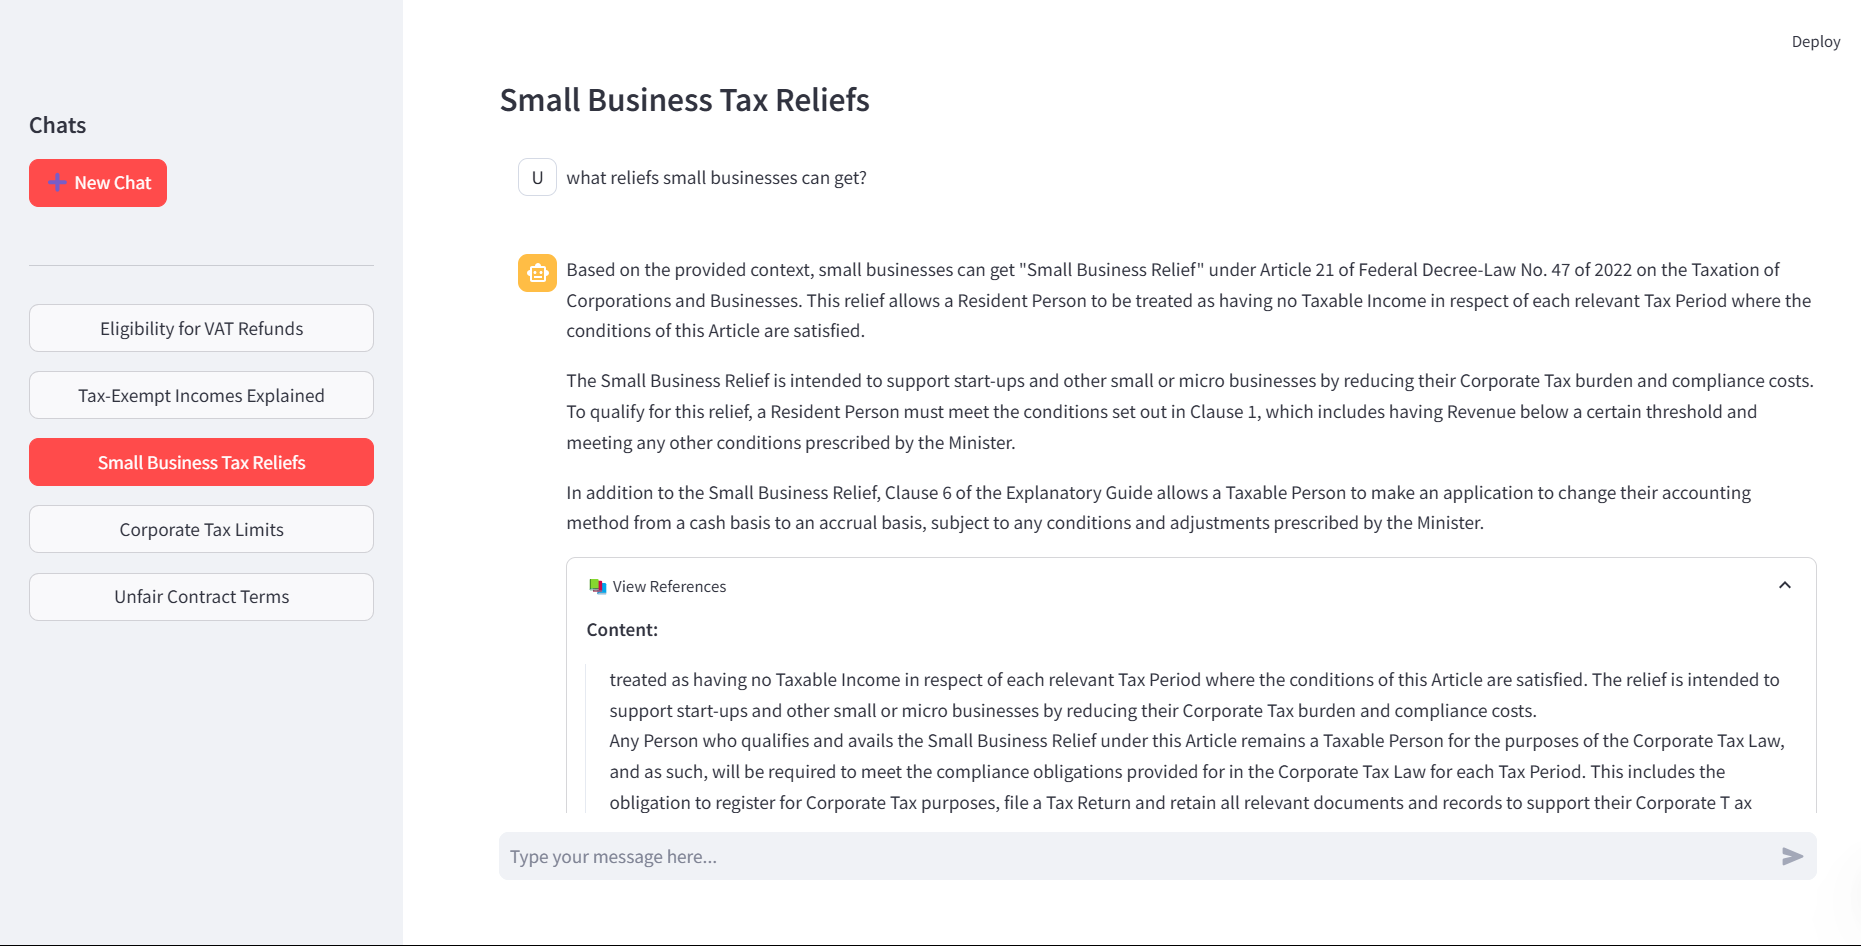 Deploy
Chats
New Chat
Eligibility for VAT Refunds
Tax-Exempt Incomes Explained
Small Business Tax Reliefs
Corporate Tax Limits
Unfair Contract Terms
Small Business Tax Reliefs
U
what reliefs small businesses can get?
Based on the provided context, small businesses can get "Small Business Relief" under Article 21 of Federal Decree-Law No. 47 of 2022 on the Taxation of
Corporations and Businesses. This relief allows a Resident Person to be treated as having no Taxable Income in respect of each relevant Tax Period where the
conditions of this Article are satisfied.
The Small Business Relief is intended to support start-ups and other small or micro businesses by reducing their Corporate Tax burden and compliance costs.
To qualify for this relief, a Resident Person must meet the conditions set out in Clause 1, which includes having Revenue below a certain threshold and
meeting any other conditions prescribed by the Minister.
In addition to the Small Business Relief, Clause 6 of the Explanatory Guide allows a Taxable Person to make an application to change their accounting
method from a cash basis to an accrual basis, subject to any conditions and adjustments prescribed by the Minister.
View References
Content:
treated as having no Taxable Income in respect of each relevant Tax Period where the conditions of this Article are satisfied. The relief is intended to
support start-ups and other small or micro businesses by reducing their Corporate Tax burden and compliance costs.
Any Person who qualifies and avails the Small Business Relief under this Article remains a Taxable Person for the purposes of the Corporate Tax Law,
and as such, will be required to meet the compliance obligations provided for in the Corporate Tax Law for each Tax Period. This includes the
obligation to register for Corporate Tax purposes, file a Tax Return and retain all relevant documents and records to support their Corporate T ax
Type your message here...